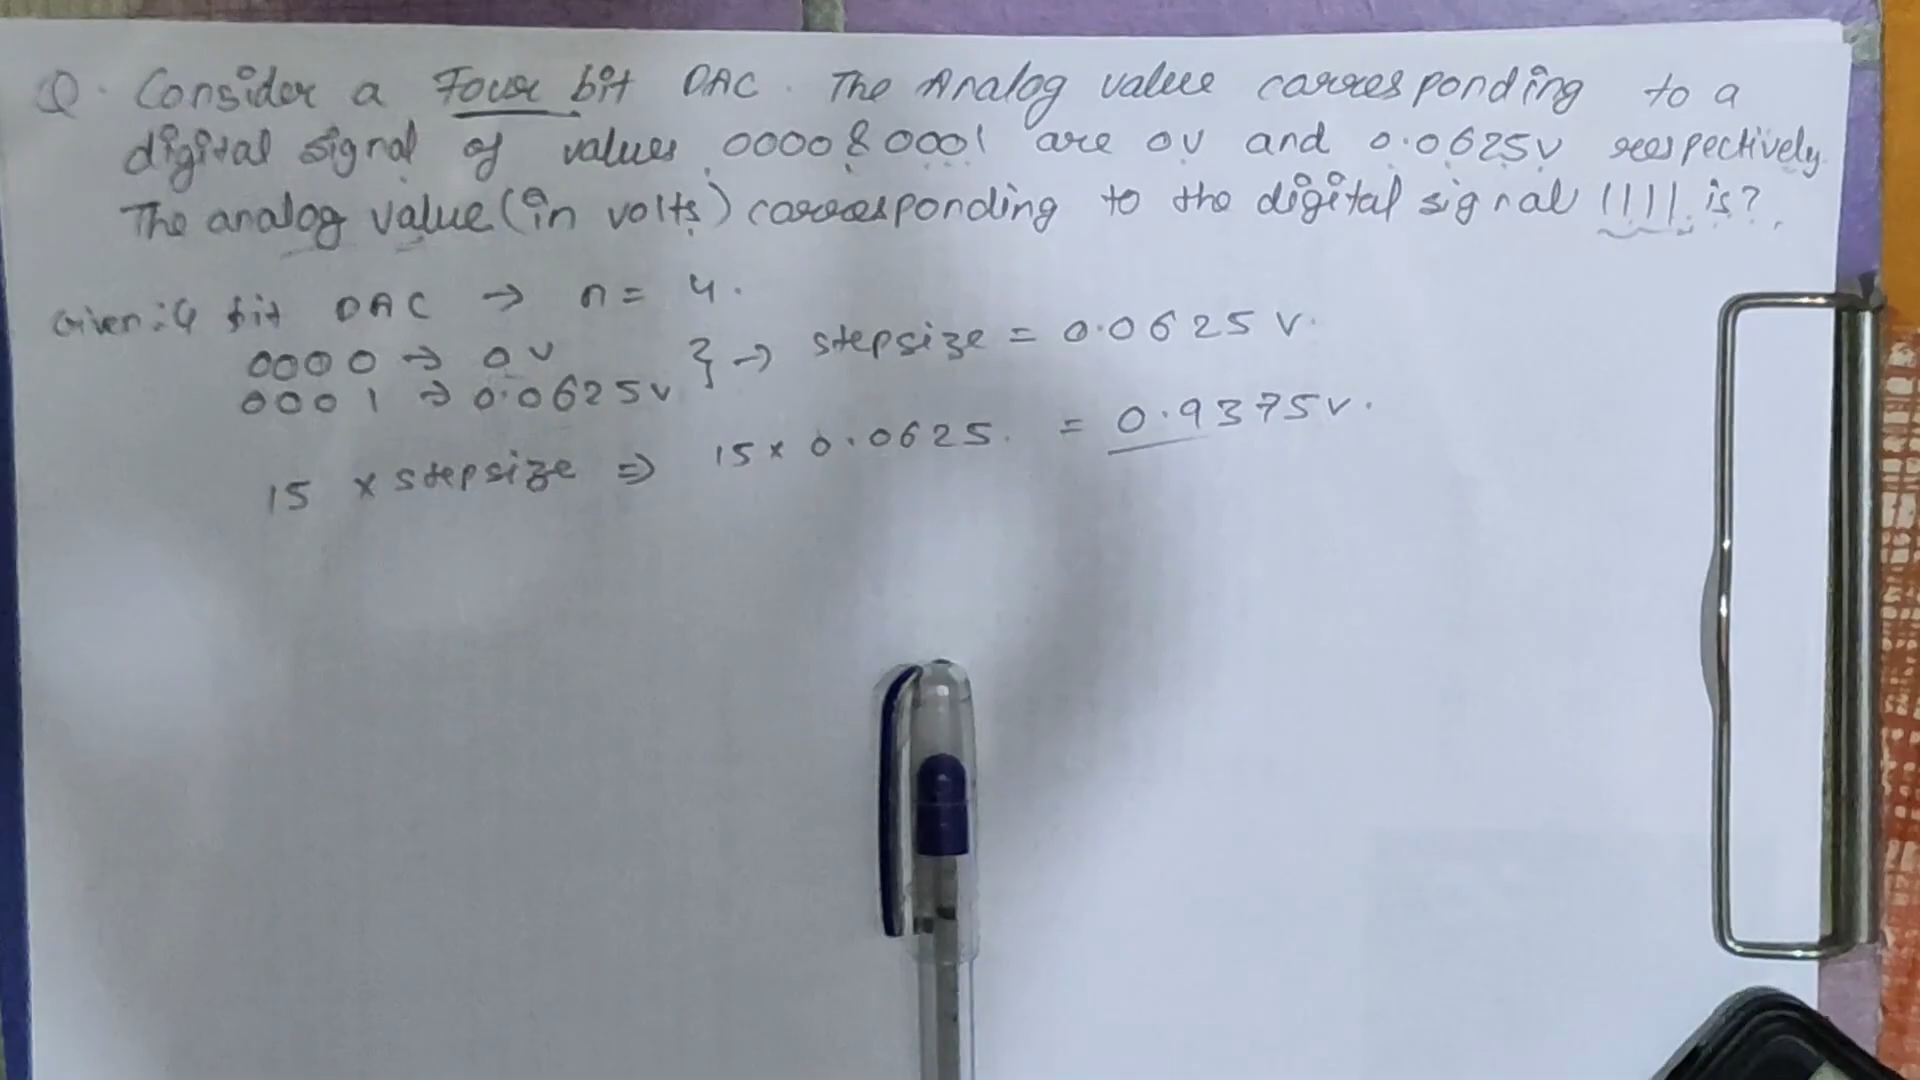 Q. Consider a Four bit DAC. The Analog value corresponding to a
digital signal of values 0000 & 0001 are 0V and 0.0625V respectively.
The analog value (in volts) corresponding to the digital signal 1111 is?
Given: 4 bit DAC → n = 4.
0000 → 0V
0001 → 0.0625V } → stepsize = 0.0625 V.
15 × stepsize ⇒ 15 × 0.0625 = 0.9375V.